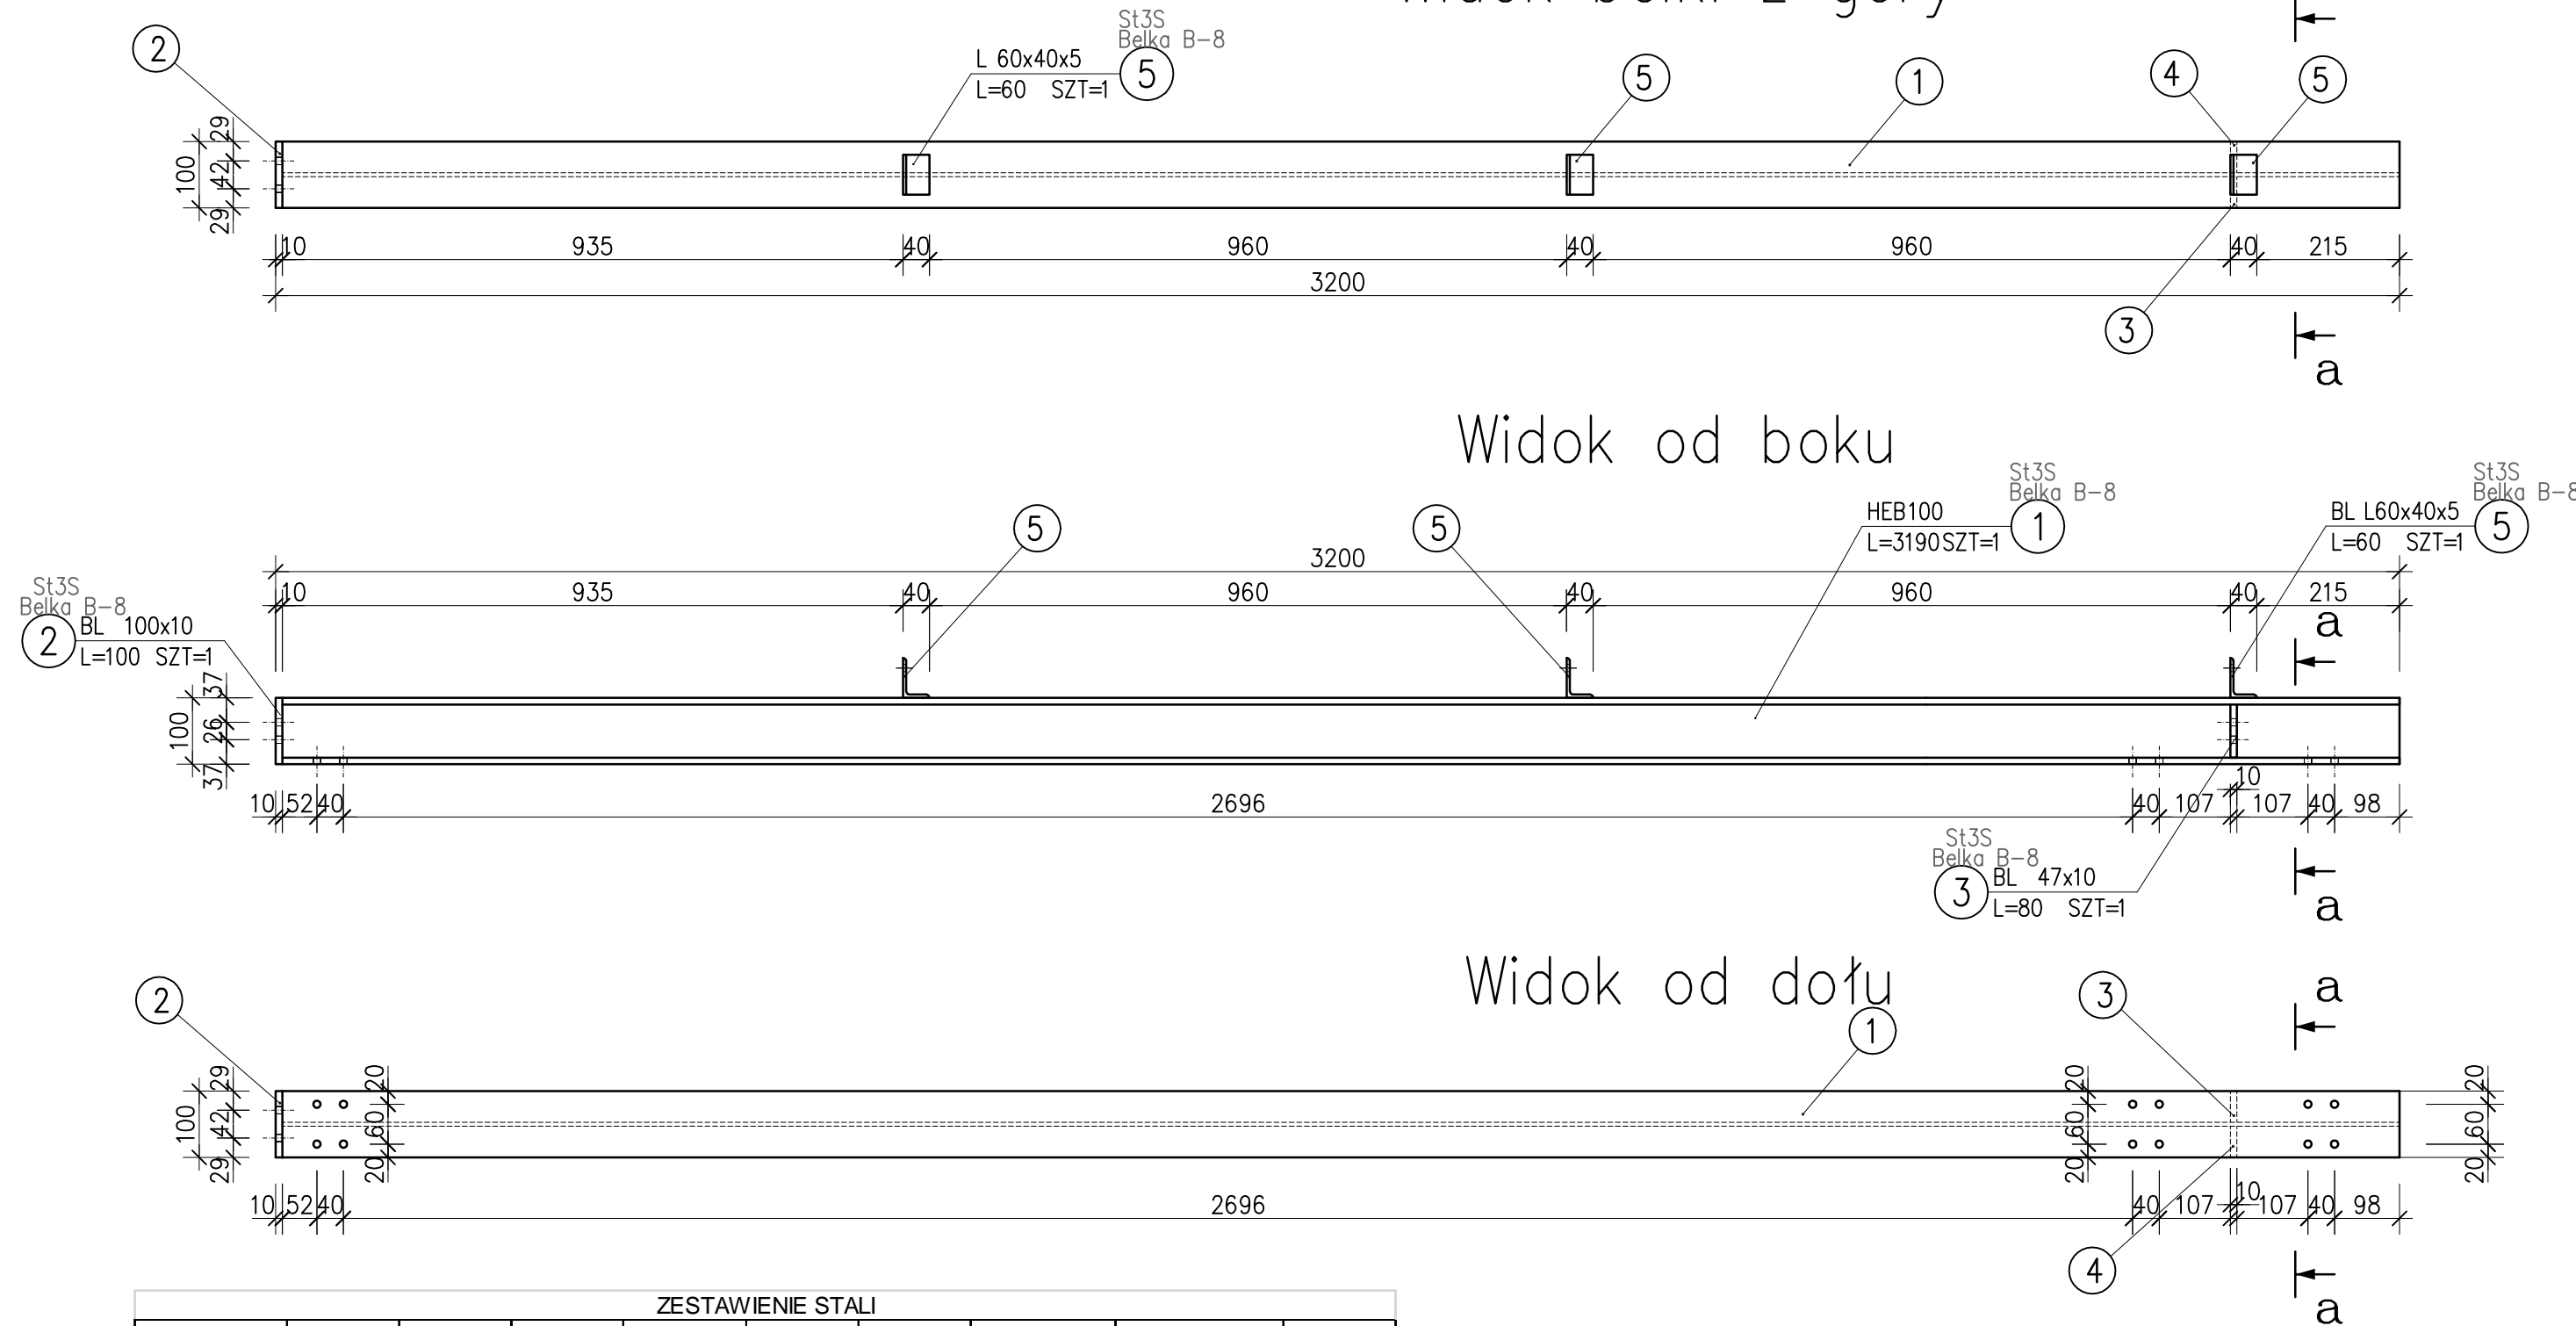 St3S
Belka B-8
L 60x40x5
L=60 SZT=1
5
2
5
1
4
5
29
100
42
29
10
935
40
960
40
960
40
215
3200
3
a
Widok od boku
St3S
Belka B-8
HEB100
L=3190SZT=1
1
St3S
Belka B-8
BL L60x40x5
L=60 SZT=1
5
5
5
3200
10
935
40
960
40
960
40
215
a
St3S
Belka B-8
2
BL 100x10
L=100 SZT=1
37
100
26
37
10
10
52
40
2696
40
107
107
40
98
St3S
Belka B-8
3
BL 47x10
L=80 SZT=1
a
Widok od dołu
2
1
3
a
29
100
42
29
20
60
20
20
60
20
20
60
20
10
10
52
40
2696
40
107
107
40
98
4
a
ZESTAWIENIE STALI